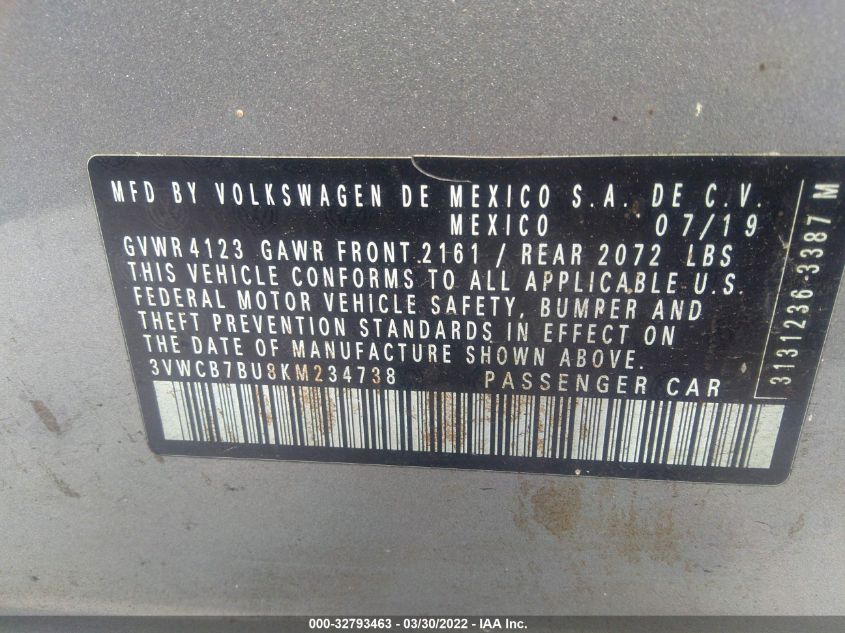 MFD BY VOLKSWAGEN DE MEXICO S.A. DE C.V.
MEXICO 07/19
GVWR 4123 GAWR FRONT 2161 / REAR 2072 LBS
THIS VEHICLE CONFORMS TO ALL APPLICABLE U.S.
FEDERAL MOTOR VEHICLE SAFETY, BUMPER AND
THEFT PREVENTION STANDARDS IN EFFECT ON
THE DATE OF MANUFACTURE SHOWN ABOVE.
3VWCB7BU8KM234738 PASSENGER CAR
3131236-3387 M
000-32793463 - 03/30/2022 - IAA Inc.